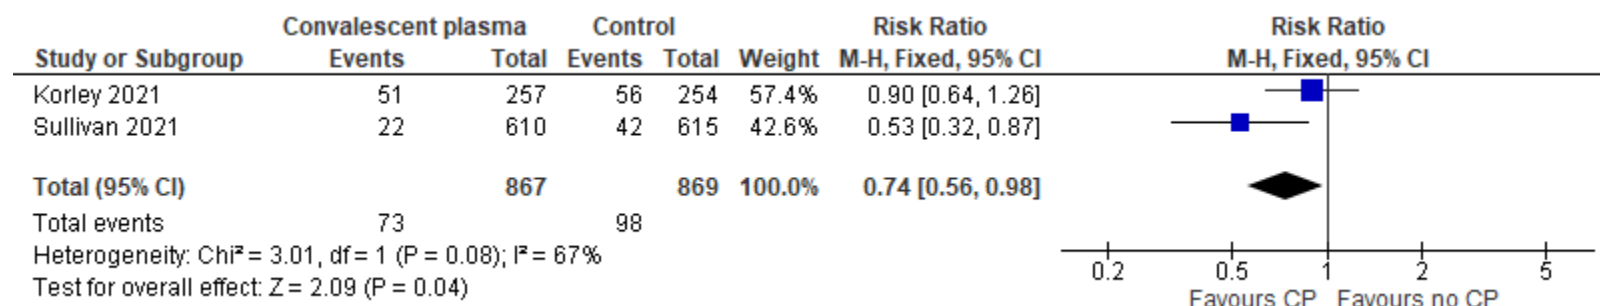 Convalescent plasma Control Risk Ratio Risk Ratio
Study or Subgroup Events Total Events Total Weight M-H, Fixed, 95% CI M-H, Fixed, 95% CI
Korley 2021 51 257 56 254 57.4% 0.90 [0.64, 1.26]
Sullivan 2021 22 610 42 615 42.6% 0.53 [0.32, 0.87]
Total (95% CI) 867 869 100.0% 0.74 [0.56, 0.98]
Total events 73 98
Heterogeneity: Chi² = 3.01, df = 1 (P = 0.08); I² = 67%
Test for overall effect: Z = 2.09 (P = 0.04)
0.2 0.5 1 2 5
Favours CP Favours no CP